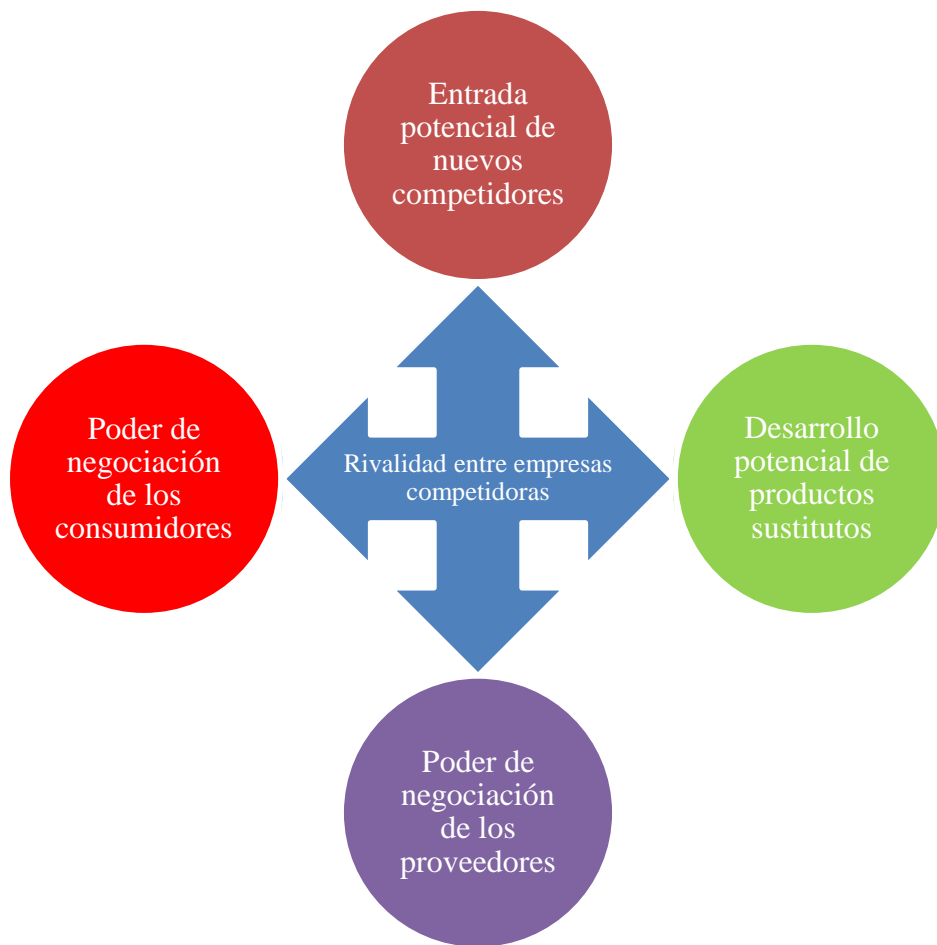 Entrada
potencial de
nuevos
competidores
Poder de
negociación
de los
consumidores
Rivalidad entre empresas
competidoras
Desarrollo
potencial de
productos
sustitutos
Poder de
negociación
de los
proveedores